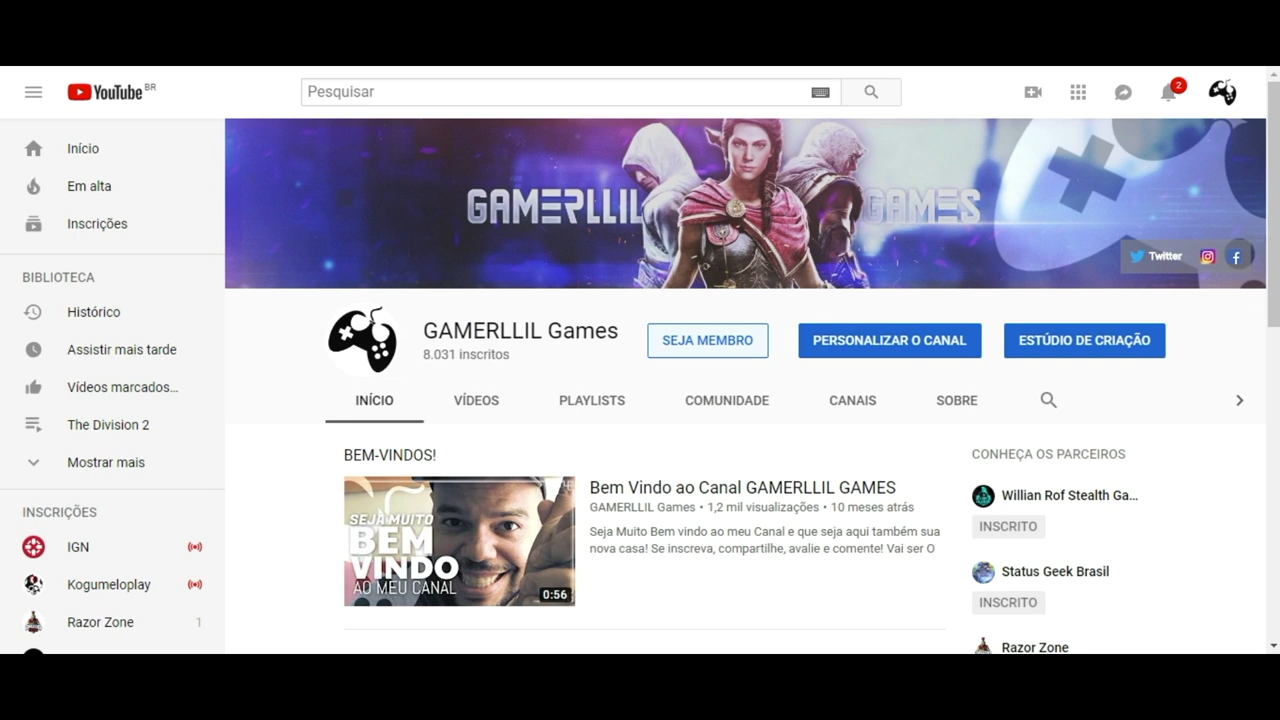 YouTube BR
Pesquisar
2
Início
Em alta
Inscrições
BIBLIOTECA
Histórico
Assistir mais tarde
Vídeos marcados...
The Division 2
Mostrar mais
INSCRIÇÕES
IGN
Kogumeloplay
Razor Zone 1
GAMERLLIL GAMES
Twitter
GAMERLLIL Games
8.031 inscritos
SEJA MEMBRO
PERSONALIZAR O CANAL
ESTÚDIO DE CRIAÇÃO
INÍCIO VÍDEOS PLAYLISTS COMUNIDADE CANAIS SOBRE
BEM-VINDOS!
SEJA MUITO
BEM
VINDO
AO MEU CANAL
0:56
Bem Vindo ao Canal GAMERLLIL GAMES
GAMERLLIL Games • 1,2 mil visualizações • 10 meses atrás
Seja Muito Bem vindo ao meu Canal e que seja aqui também sua
nova casa! Se inscreva, compartilhe, avalie e comente! Vai ser O
CONHEÇA OS PARCEIROS
Willian Rof Stealth Ga...
INSCRITO
Status Geek Brasil
INSCRITO
Razor Zone